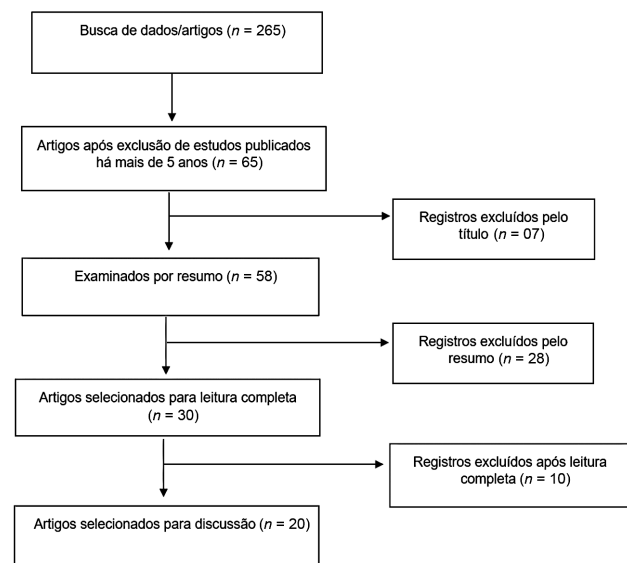 Busca de dados/artigos (n = 265)
Artigos após exclusão de estudos publicados
há mais de 5 anos (n = 65)
Registros excluídos pelo
título (n = 07)
Examinados por resumo (n = 58)
Registros excluídos pelo
resumo (n = 28)
Artigos selecionados para leitura completa
(n = 30)
Registros excluídos após leitura
completa (n = 10)
Artigos selecionados para discussão (n = 20)